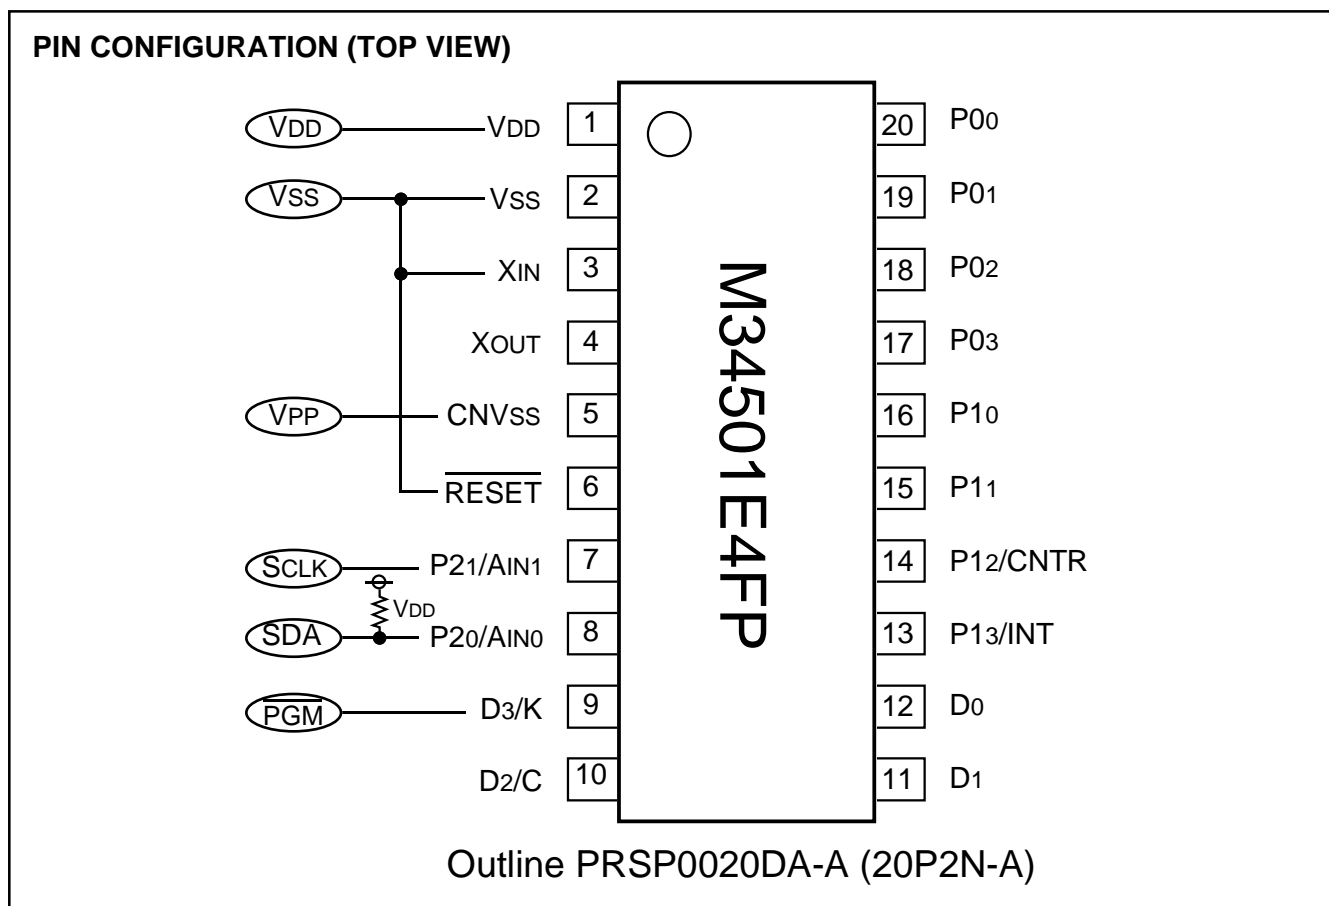 PIN CONFIGURATION (TOP VIEW)
VDD VDD 1 20 P00
VSS VSS 2 19 P01
XIN 3 18 P02
XOUT 4 17 P03
VPP CNVSS 5 16 P10
RESET 6 15 P11
SCLK P21/AIN1 7 14 P12/CNTR
VDD
SDA P20/AIN0 8 13 P13/INT
PGM D3/K 9 12 D0
D2/C 10 11 D1
M34501E4FP
Outline PRSP0020DA-A (20P2N-A)